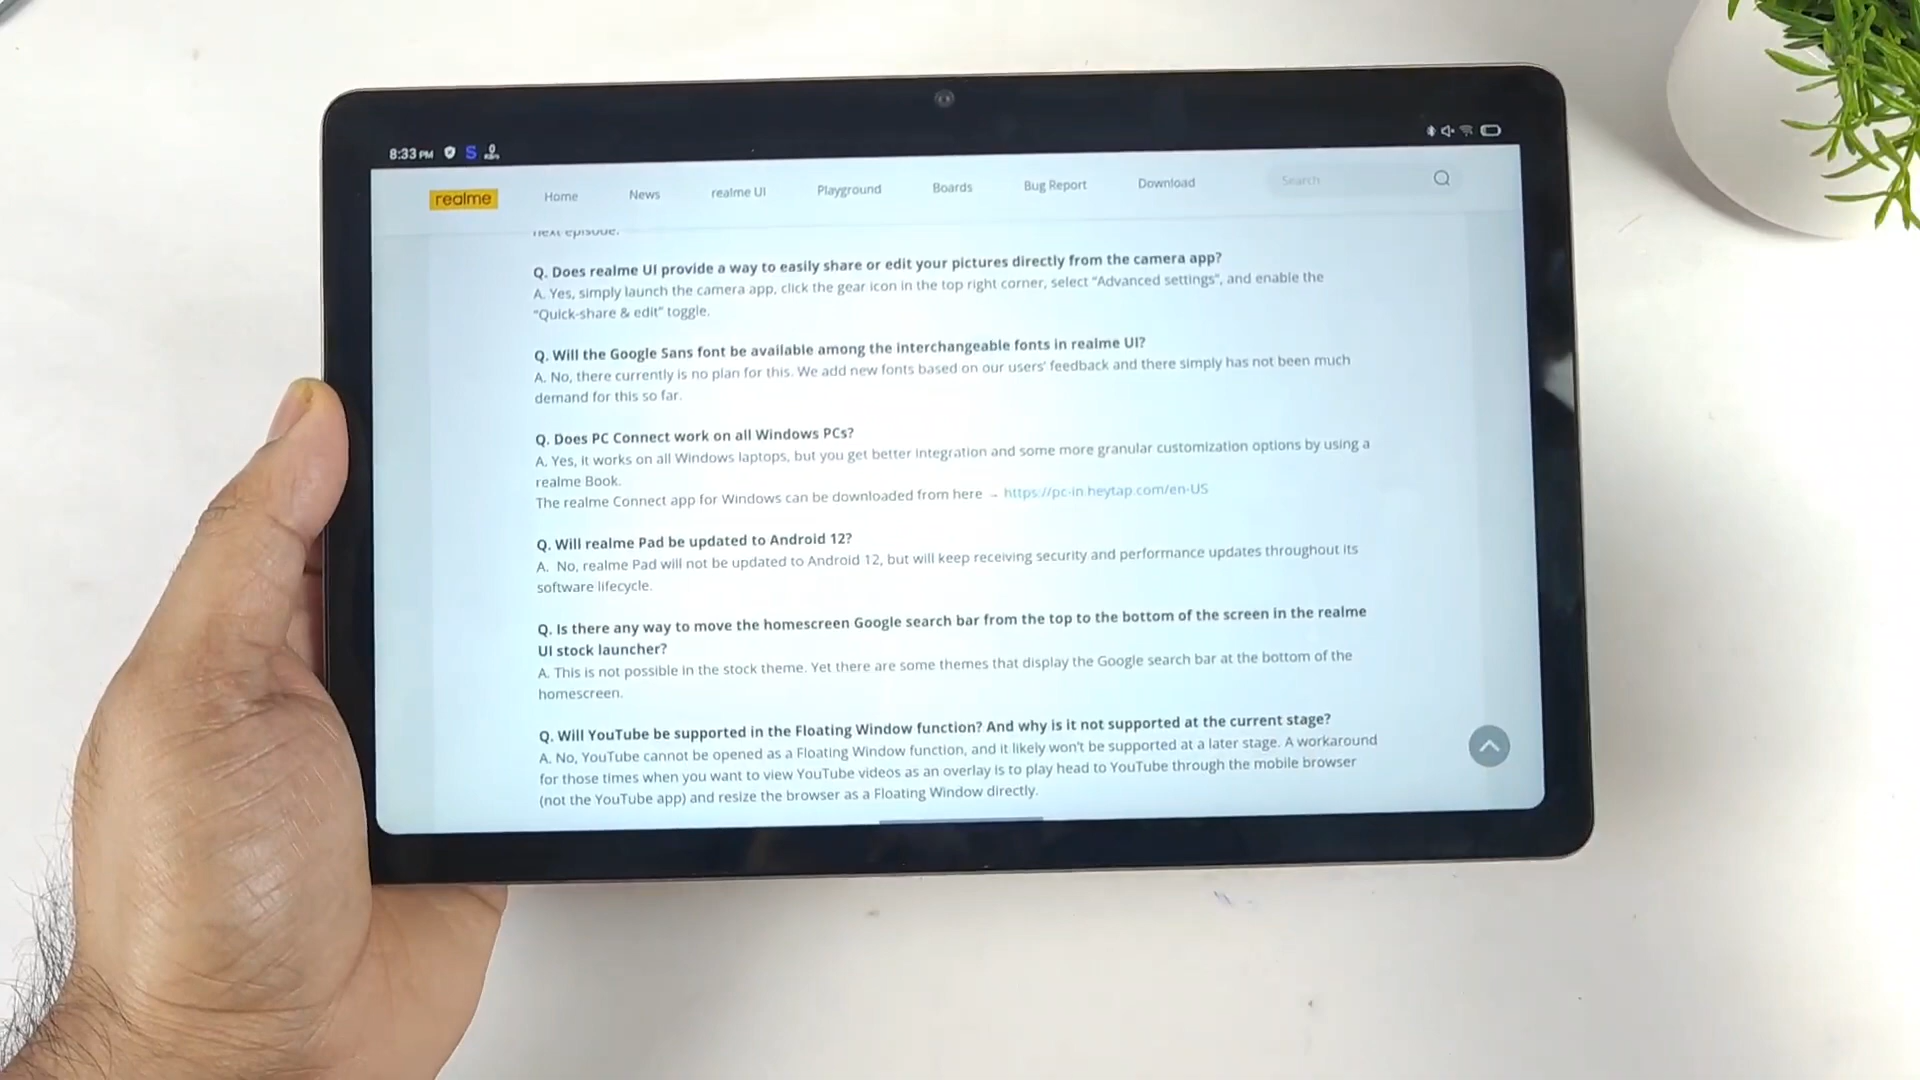 8:33 PM
realme Home News realme UI Playground Boards Bug Report Download Search
next episode.
Q. Does realme UI provide a way to easily share or edit your pictures directly from the camera app?
A. Yes, simply launch the camera app, click the gear icon in the top right corner, select "Advanced settings", and enable the
"Quick-share & edit" toggle.
Q. Will the Google Sans font be available among the interchangeable fonts in realme UI?
A. No, there currently is no plan for this. We add new fonts based on our users' feedback and there simply has not been much
demand for this so far.
Q. Does PC Connect work on all Windows PCs?
A. Yes, it works on all Windows laptops, but you get better integration and some more granular customization options by using a
realme Book.
The realme Connect app for Windows can be downloaded from here → https://pc-in.heytap.com/en-US
Q. Will realme Pad be updated to Android 12?
A. No, realme Pad will not be updated to Android 12, but will keep receiving security and performance updates throughout its
software lifecycle.
Q. Is there any way to move the homescreen Google search bar from the top to the bottom of the screen in the realme
UI stock launcher?
A. This is not possible in the stock theme. Yet there are some themes that display the Google search bar at the bottom of the
homescreen.
Q. Will YouTube be supported in the Floating Window function? And why is it not supported at the current stage?
A. No, YouTube cannot be opened as a Floating Window function, and it likely won't be supported at a later stage. A workaround
for those times when you want to view YouTube videos as an overlay is to play head to YouTube through the mobile browser
(not the YouTube app) and resize the browser as a Floating Window directly.